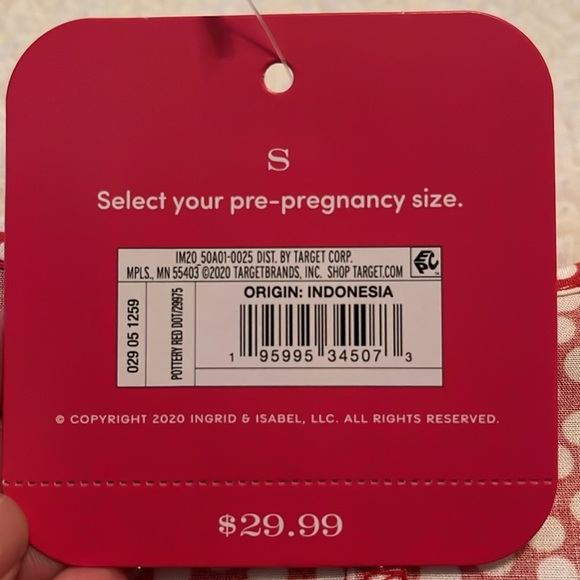 S
Select your pre-pregnancy size.
IM20_50A01-0025 DIST. BY TARGET CORP.
MPLS., MN 55403 ©2020 TARGETBRANDS, INC. SHOP TARGET.COM
EPC
029 05 1259
POTTERY RED DOT/29975
ORIGIN: INDONESIA
1 95995 34507 3
© COPYRIGHT 2020 INGRID & ISABEL, LLC. ALL RIGHTS RESERVED.
$29.99